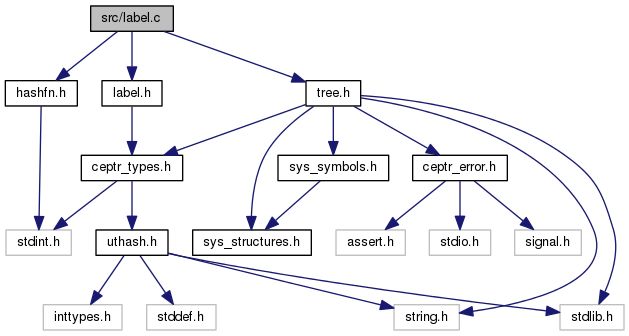 src/label.c
hashfn.h
label.h
tree.h
ceptr_types.h
sys_symbols.h
ceptr_error.h
stdint.h
uthash.h
sys_structures.h
assert.h
stdio.h
signal.h
inttypes.h
stddef.h
string.h
stdlib.h